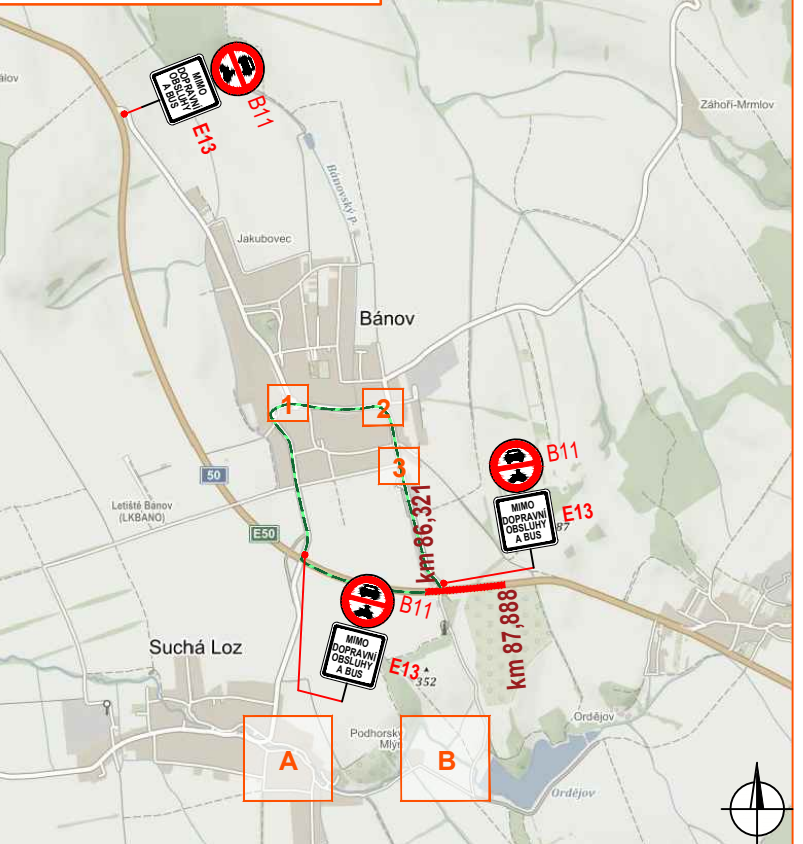 álov
MIMO
DOPRAVNÍ
OBSLUHY
A BUS
B11
E13
Záhoří-Mrmlov
Bánovský p.
Jakubovec
Bánov
1
2
3
B11
MIMO
DOPRAVNÍ
OBSLUHY
A BUS
E13
87
50
Letiště Bánov
(LKBANO)
E50
km 86,321
km 87,888
B11
MIMO
DOPRAVNÍ
OBSLUHY
A BUS
E13
352
Suchá Loz
Podhorský
Mlýn
A
B
Ordějov
Ordějov